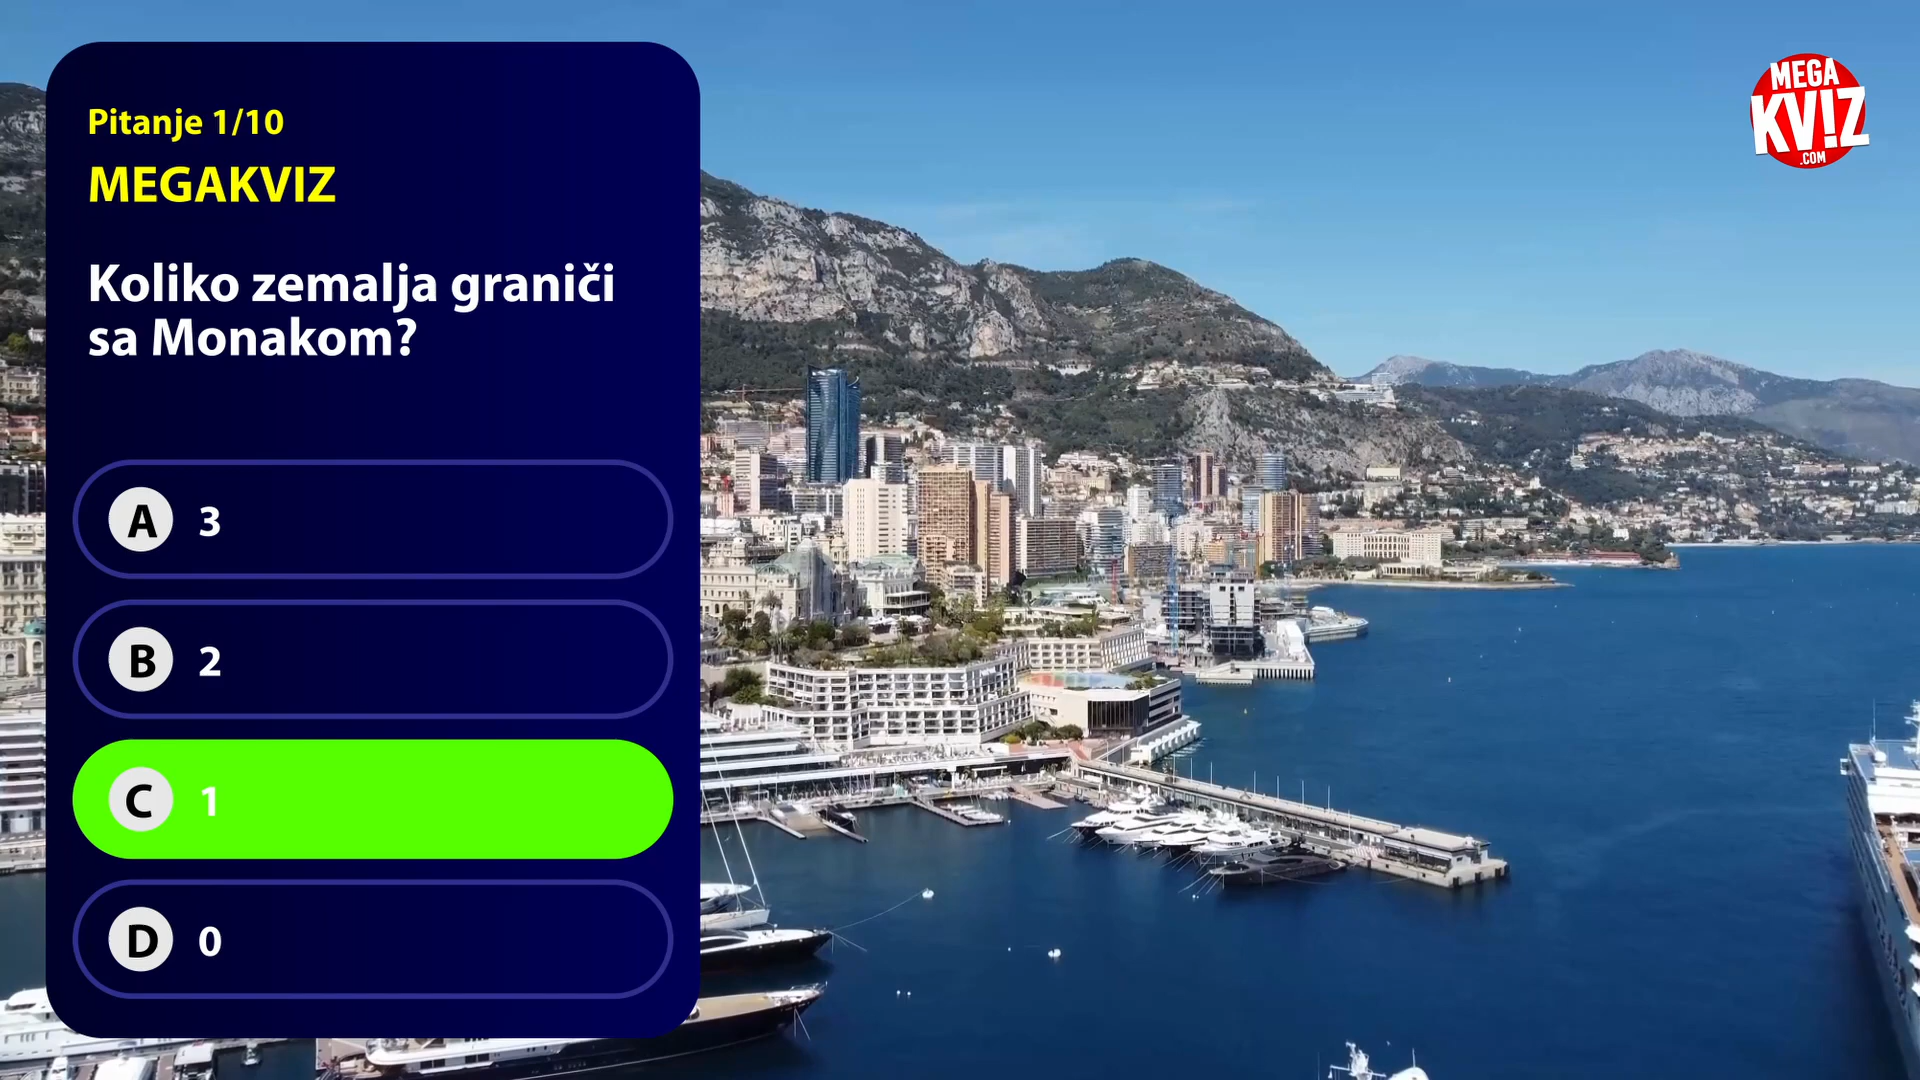 Pitanje 1/10
MEGAKVIZ
Koliko zemalja graniči
sa Monakom?
A 3
B 2
C 1
D 0
MEGA
KV!Z
.COM